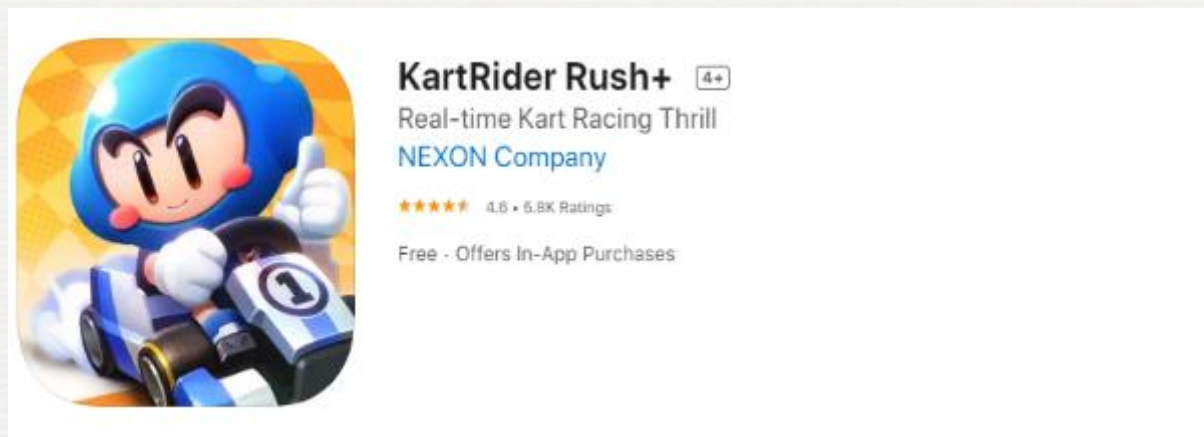 KartRider Rush+ 4+
Real-time Kart Racing Thrill
NEXON Company
4.6 • 6.8K Ratings
Free · Offers In-App Purchases
1